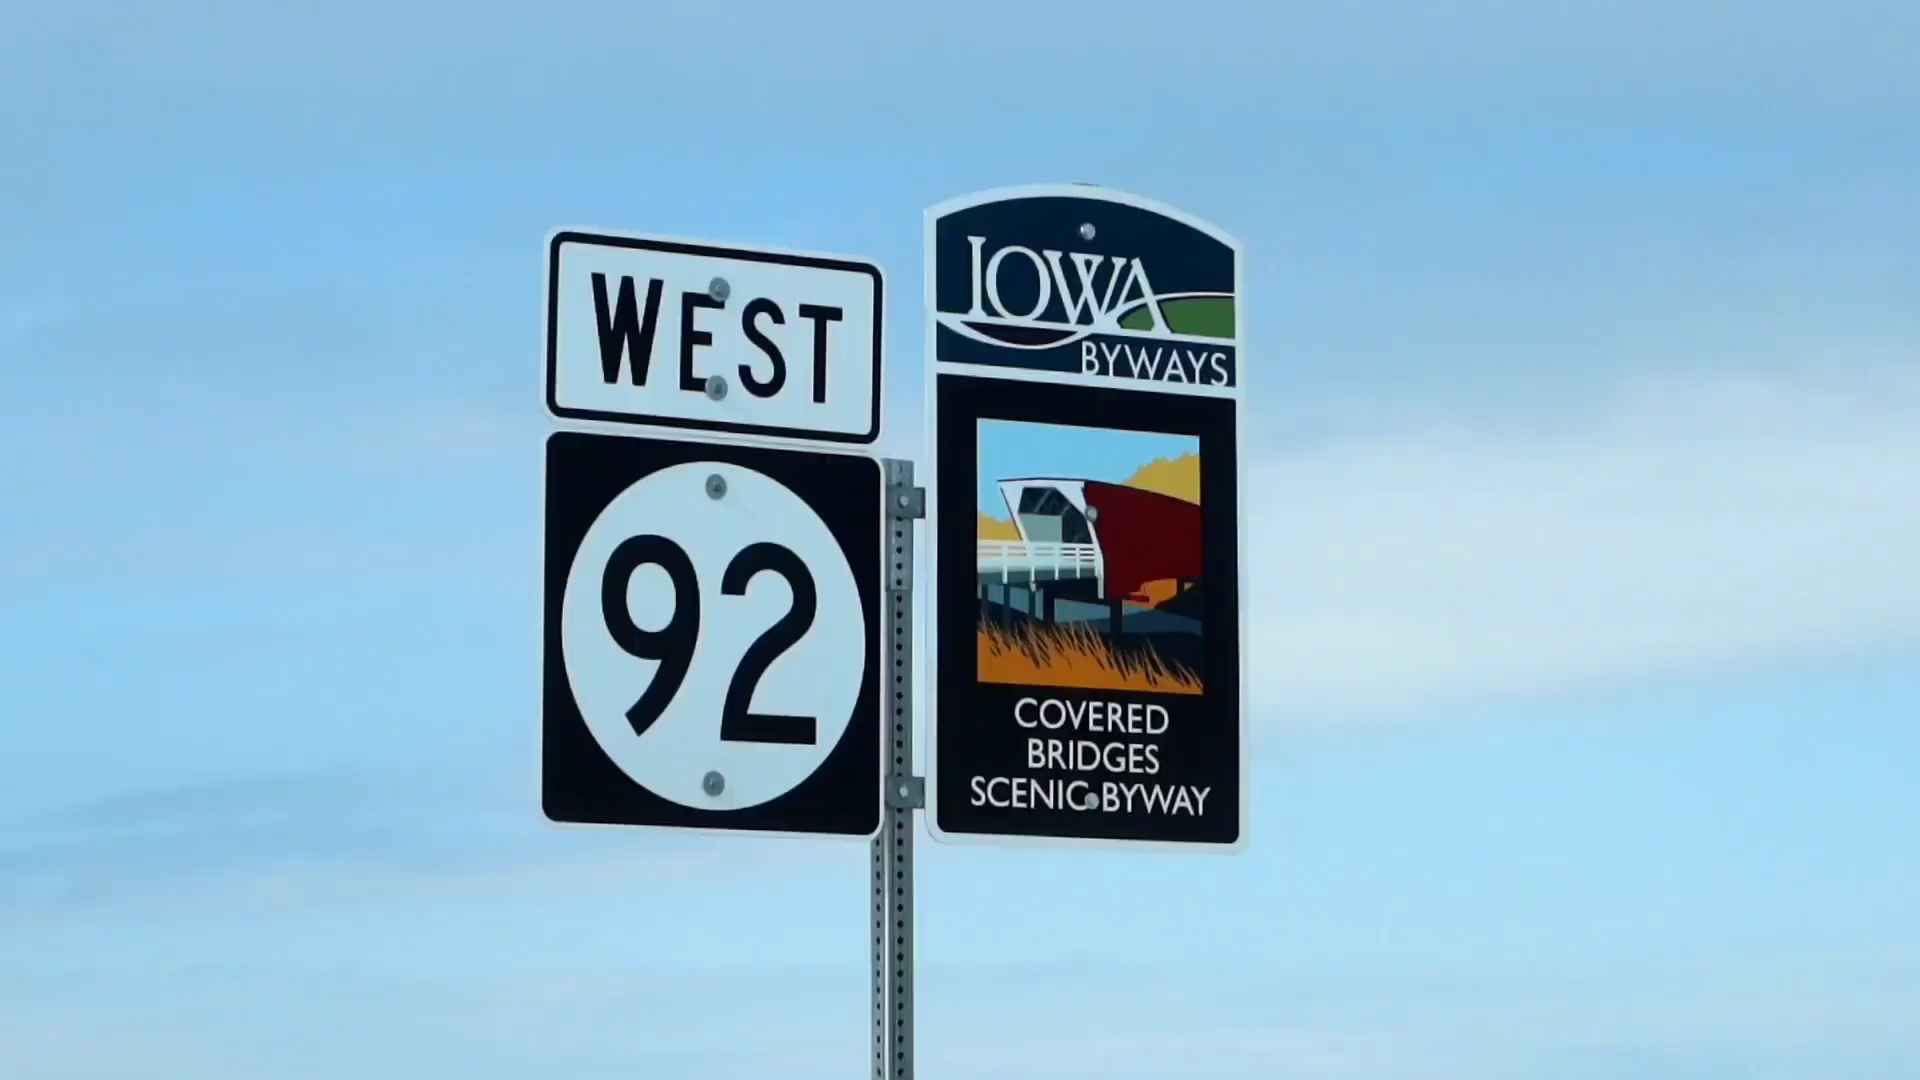 WEST
92
IOWA
BYWAYS
COVERED
BRIDGES
SCENIC BYWAY